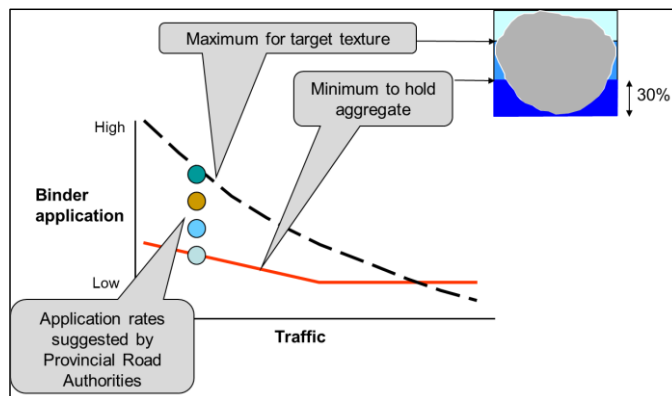 Maximum for target texture
Minimum to hold
aggregate
30%
High
Binder
application
Low
Application rates
suggested by
Provincial Road
Authorities
Traffic